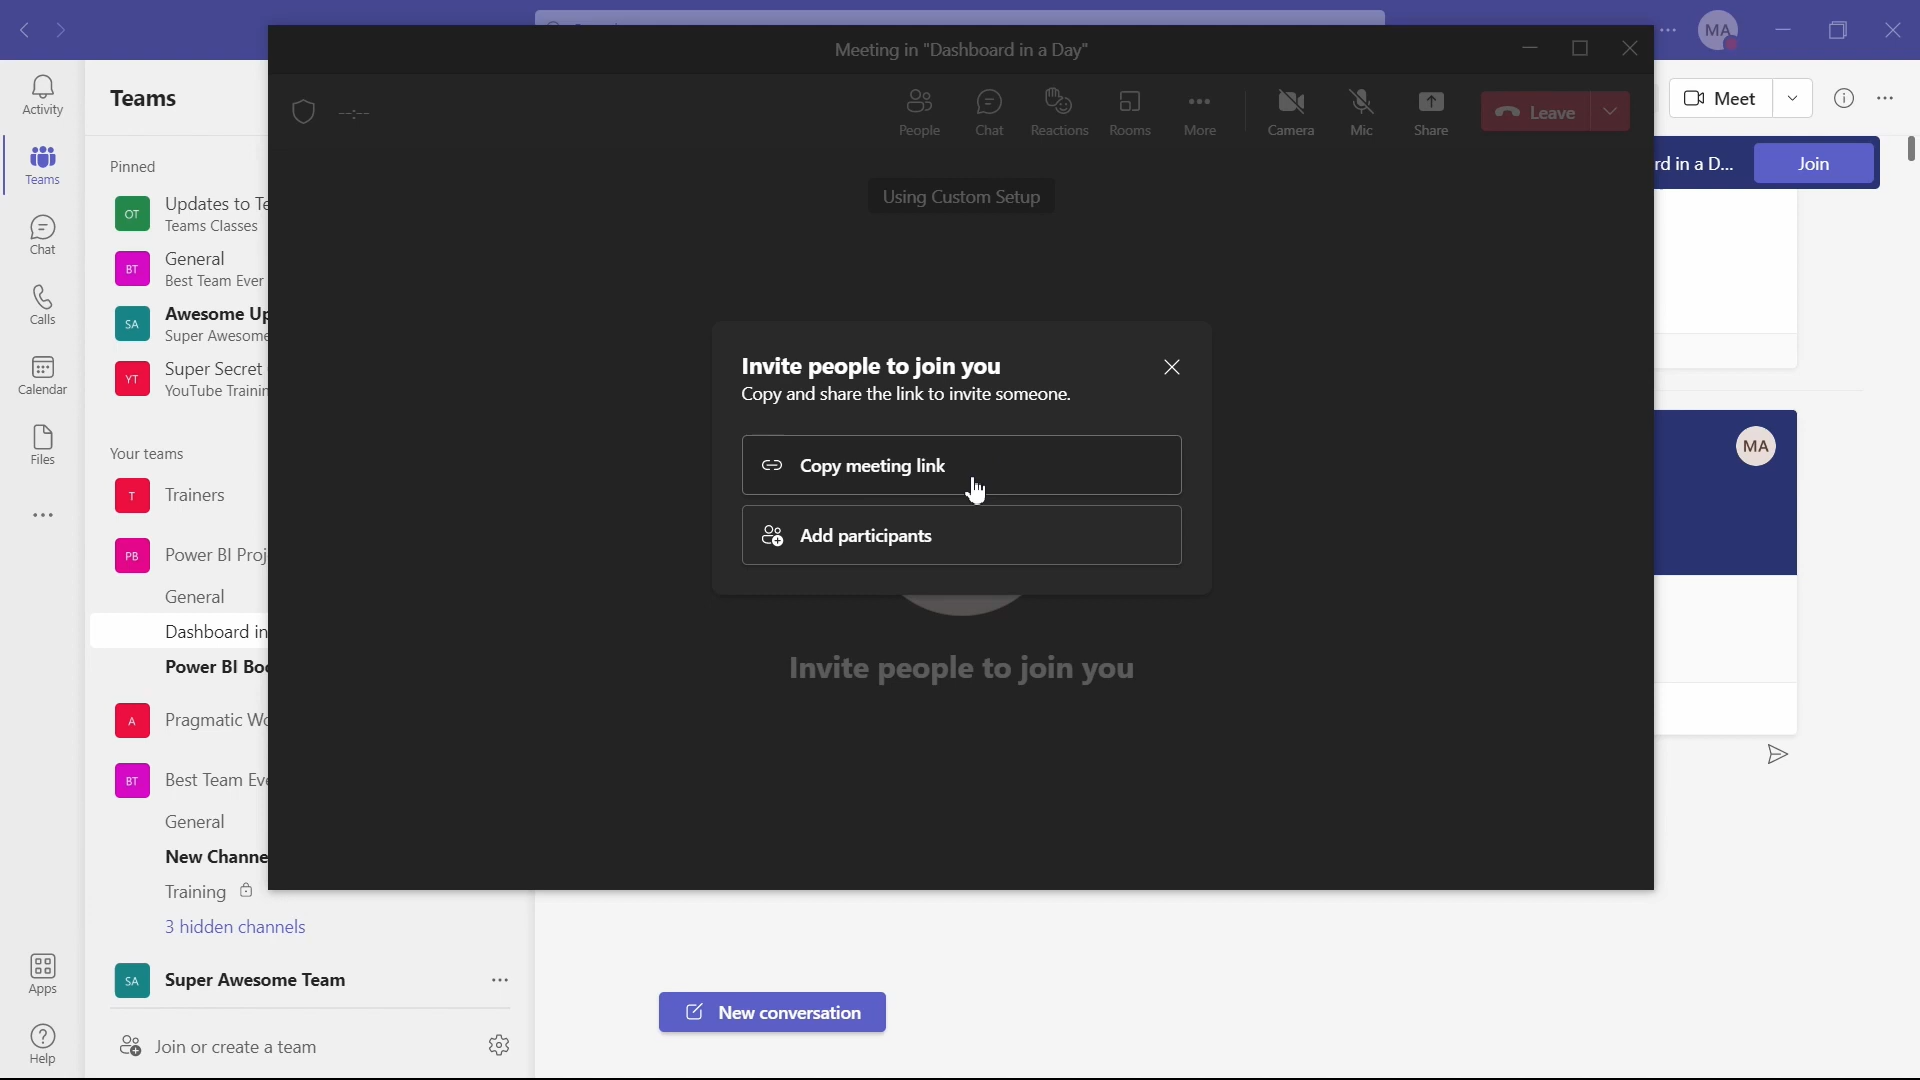 MA
Meeting in "Dashboard in a Day"
Activity
Teams
Chat
Calls
Calendar
Files
Apps
Help
Teams
Pinned
OT Updates to Te
Teams Classes
BT General
Best Team Ever
SA Awesome Up
Super Awesome
YT Super Secret
YouTube Trainin
Your teams
T Trainers
PB Power BI Proj
General
Dashboard in
Power BI Boo
A Pragmatic Wo
BT Best Team Eve
General
New Channe
Training
3 hidden channels
SA Super Awesome Team
Join or create a team
--:--
People
Chat
Reactions
Rooms
More
Camera
Mic
Share
Leave
Using Custom Setup
Invite people to join you
Copy and share the link to invite someone.
Copy meeting link
Add participants
Invite people to join you
Meet
rd in a D...
Join
MA
New conversation